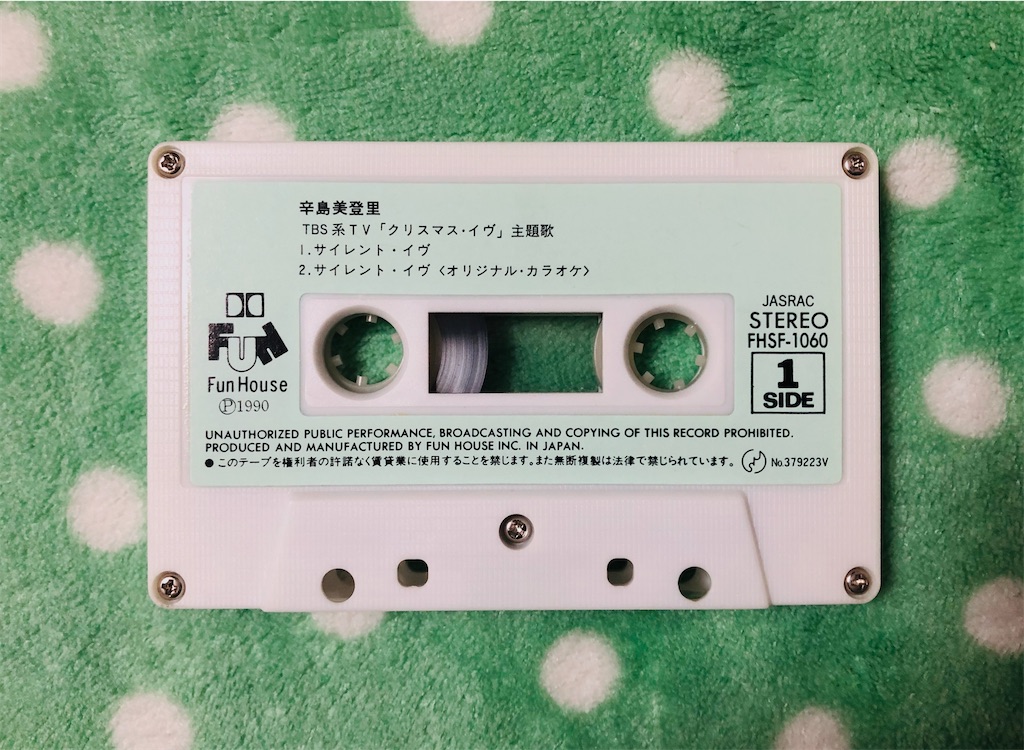 辛島美登里
TBS系TV「クリスマス・イヴ」主題歌
1.サイレント・イヴ
2.サイレント・イヴ〈オリジナル・カラオケ〉
FUN
Fun House
Ⓟ1990
JASRAC
STEREO
FHSF-1060
1
SIDE
UNAUTHORIZED PUBLIC PERFORMANCE, BROADCASTING AND COPYING OF THIS RECORD PROHIBITED.
PRODUCED AND MANUFACTURED BY FUN HOUSE INC. IN JAPAN.
●このテープを権利者の許諾なく賃貸業に使用することを禁じます。また無断複製は法律で禁じられています。 No.379223V